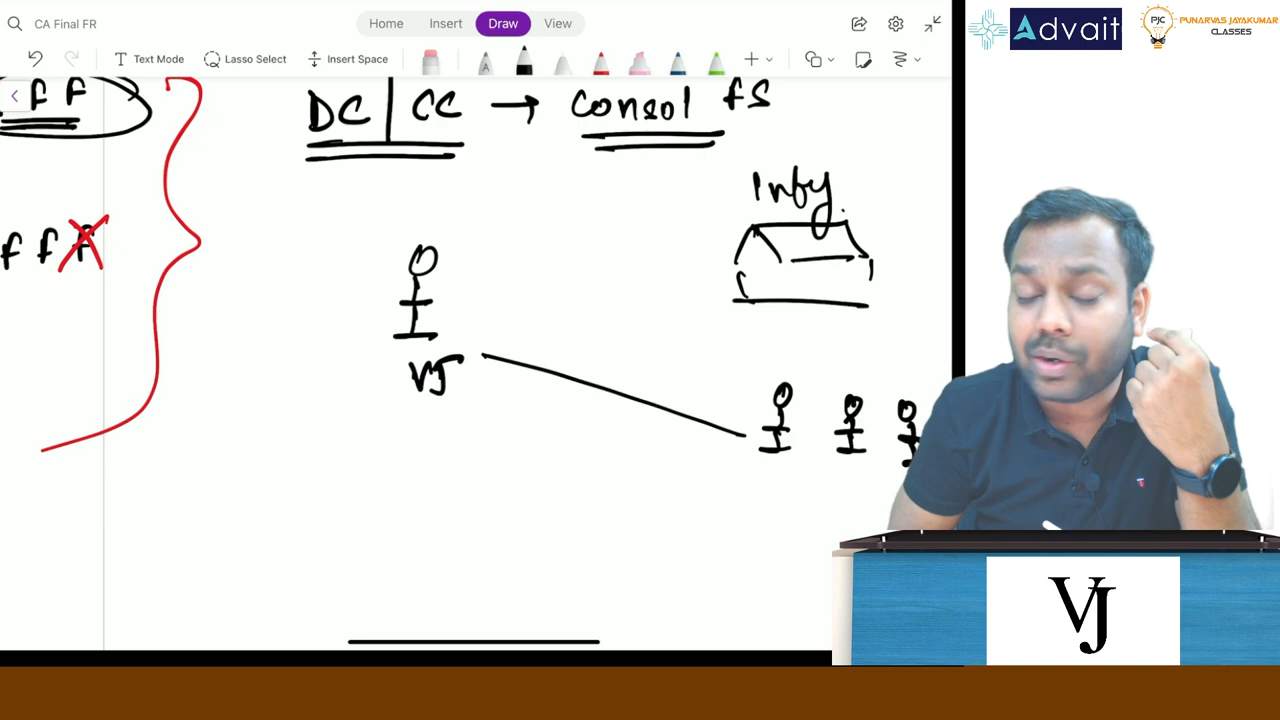 CA Final FR
Home Insert Draw View
Advait
PJC
PUNARVAS JAYAKUMAR
CLASSES
Text Mode
Lasso Select
Insert Space
F F
DC | CC → Consol FS
Infy.
F F F
VJ
VJ